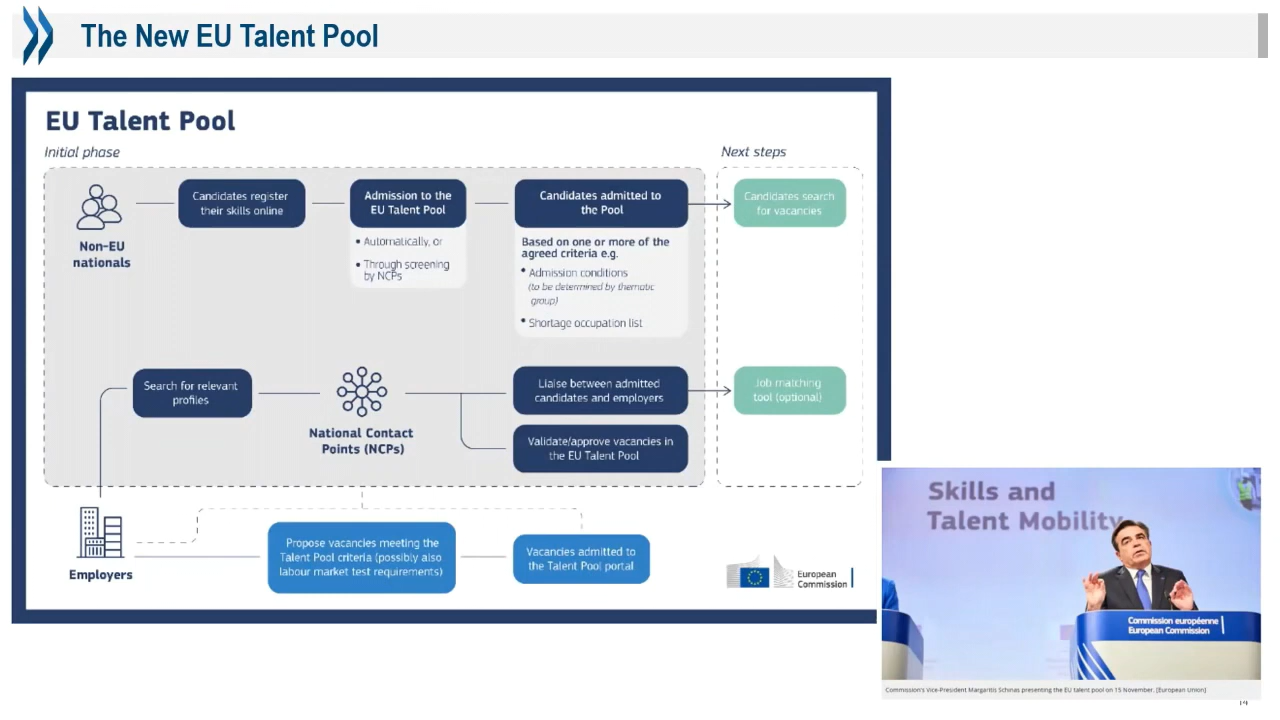 The New EU Talent Pool
EU Talent Pool
Initial phase
Next steps
Non-EU
nationals
Candidates register
their skills online
Admission to the
EU Talent Pool
• Automatically, or
• Through screening
by NCPs
Candidates admitted to
the Pool
Based on one or more of the
agreed criteria e.g.
• Admission conditions
(to be determined by thematic
group)
• Shortage occupation list
Candidates search
for vacancies
Search for relevant
profiles
National Contact
Points (NCPs)
Liaise between admitted
candidates and employers
Validate/approve vacancies in
the EU Talent Pool
Job matching
tool (optional)
Employers
Propose vacancies meeting the
Talent Pool criteria (possibly also
labour market test requirements)
Vacancies admitted to
the Talent Pool portal
European
Commission
Skills and
Talent Mobility
Commission européenne
European Commission
Commission's Vice-President Margaritis Schinas presenting the EU talent pool on 15 November. [European Union]
14